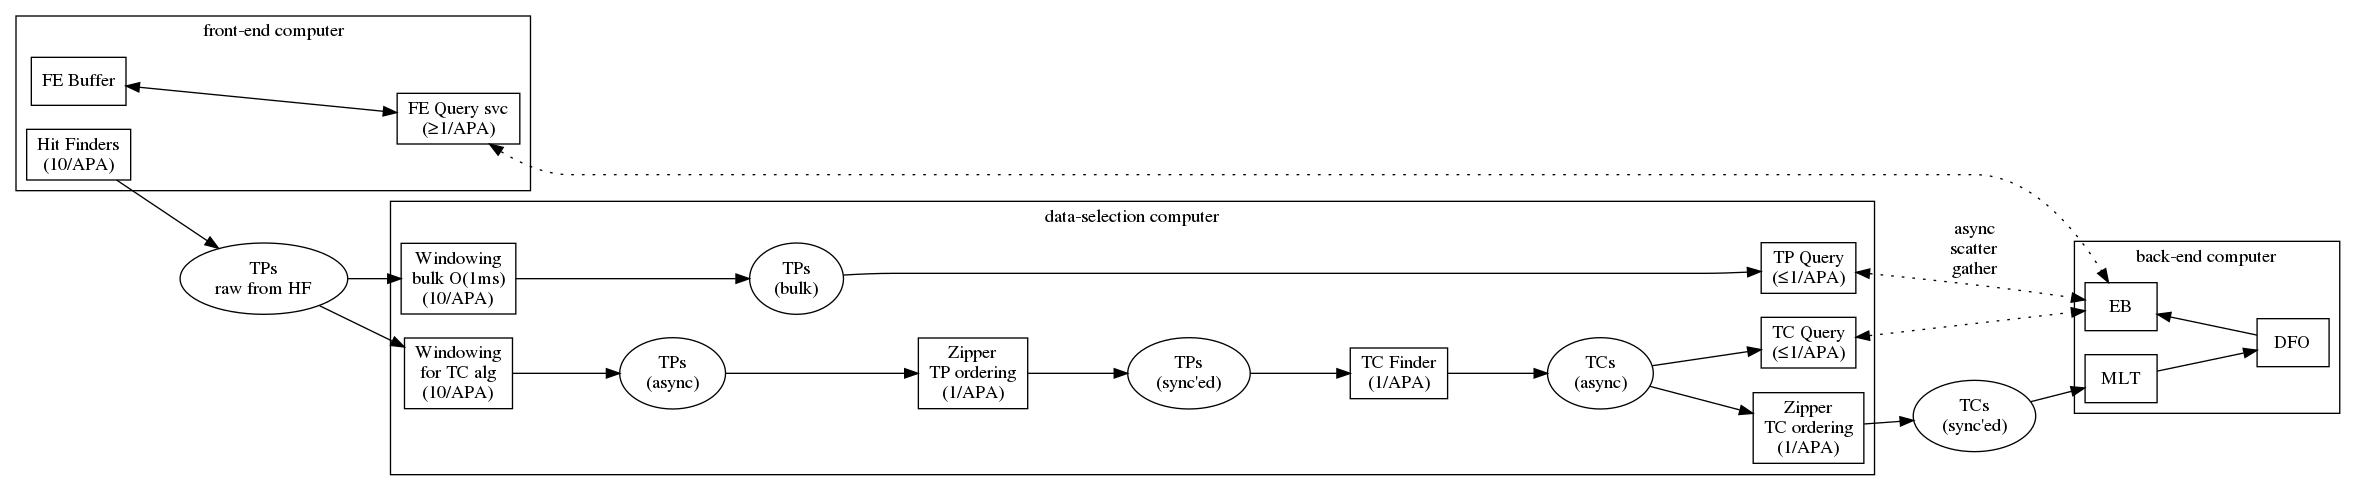 front-end computer
FE Buffer
FE Query svc
(≥1/APA)
Hit Finders
(10/APA)
TPs
raw from HF
data-selection computer
Windowing
bulk O(1ms)
(10/APA)
TPs
(bulk)
TP Query
(≤1/APA)
Windowing
for TC alg
(10/APA)
TPs
(async)
Zipper
TP ordering
(1/APA)
TPs
(sync'ed)
TC Finder
(1/APA)
TCs
(async)
TC Query
(≤1/APA)
Zipper
TC ordering
(1/APA)
async
scatter
gather
TCs
(sync'ed)
back-end computer
EB
DFO
MLT